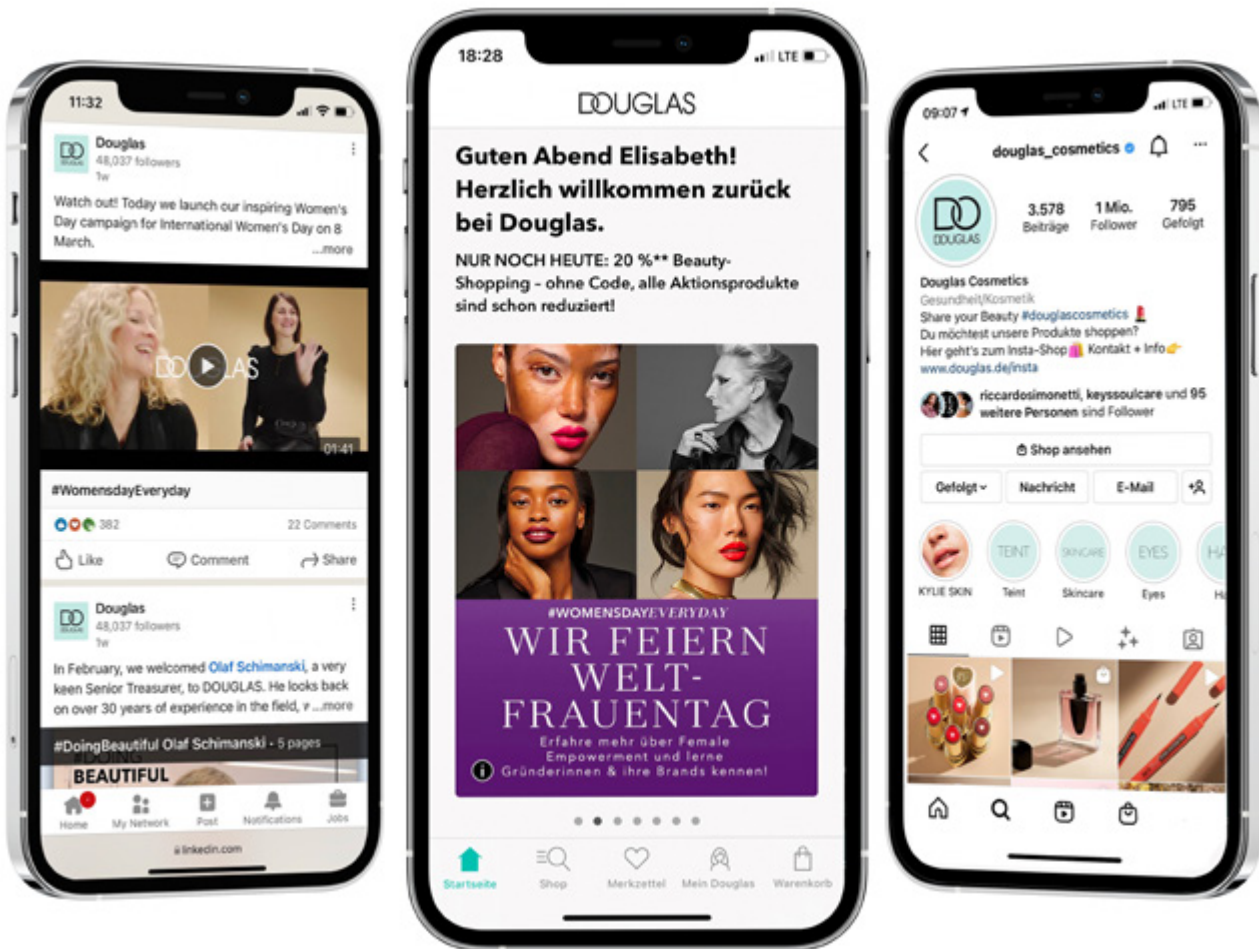 11:32
DO
DOUGLAS
Douglas
48,037 followers
1w
Watch out! Today we launch our inspiring Women's
Day campaign for International Women's Day on 8
March.
...more
DOUGLAS
01:41
#WomensdayEveryday
382
22 Comments
Like
Comment
Share
DO
DOUGLAS
Douglas
48,037 followers
1w
In February, we welcomed Olaf Schimanski, a very
keen Senior Treasurer, to DOUGLAS. He looks back
on over 30 years of experience in the field, v ...more
#DoingBeautiful Olaf Schimanski • 5 pages
#DOING
BEAUTIFUL
Home
My Network
Post
Notifications
Jobs
linkedin.com
18:28
LTE
DOUGLAS
Guten Abend Elisabeth!
Herzlich willkommen zurück
bei Douglas.
NUR NOCH HEUTE: 20 %** Beauty-
Shopping – ohne Code, alle Aktionsprodukte
sind schon reduziert!
#WOMENSDAYEVERYDAY
WIR FEIERN
WELT-
FRAUENTAG
Erfahre mehr über Female
Empowerment und lerne
Gründerinnen & ihre Brands kennen!
Startseite
Shop
Merkzettel
Mein Douglas
Warenkorb
09:07
LTE
douglas_cosmetics
DO
DOUGLAS
3.578
Beiträge
1 Mio.
Follower
795
Gefolgt
Douglas Cosmetics
Gesundheit/Kosmetik
Share your Beauty #douglascosmetics 💄
Du möchtest unsere Produkte shoppen?
Hier geht's zum Insta-Shop🛍️ Kontakt + Info👉
www.douglas.de/insta
riccardosimonetti, keyssoulcare und 95
weitere Personen sind Follower
Shop ansehen
Gefolgt
Nachricht
E-Mail
TEINT
SKINCARE
EYES
HA
KYLIE SKIN
Teint
Skincare
Eyes
Ha